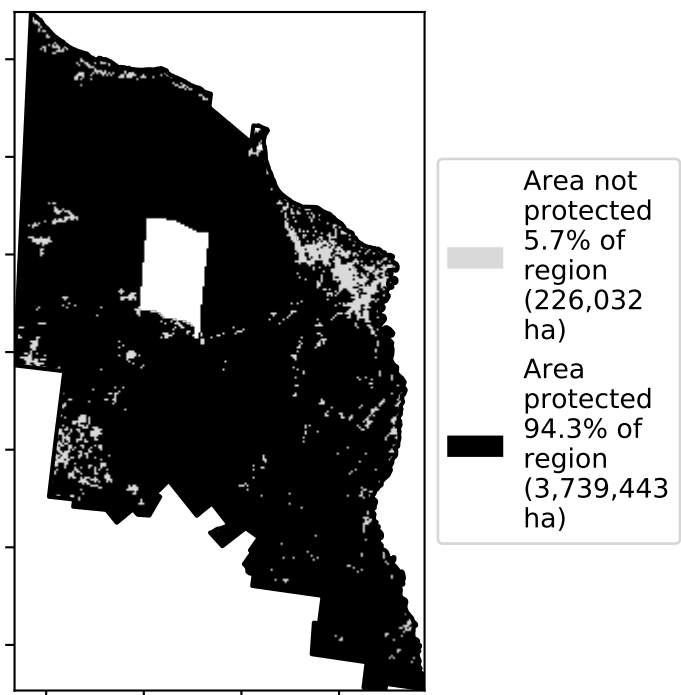 Area not
protected
5.7% of
region
(226,032
ha)
Area
protected
94.3% of
region
(3,739,443
ha)